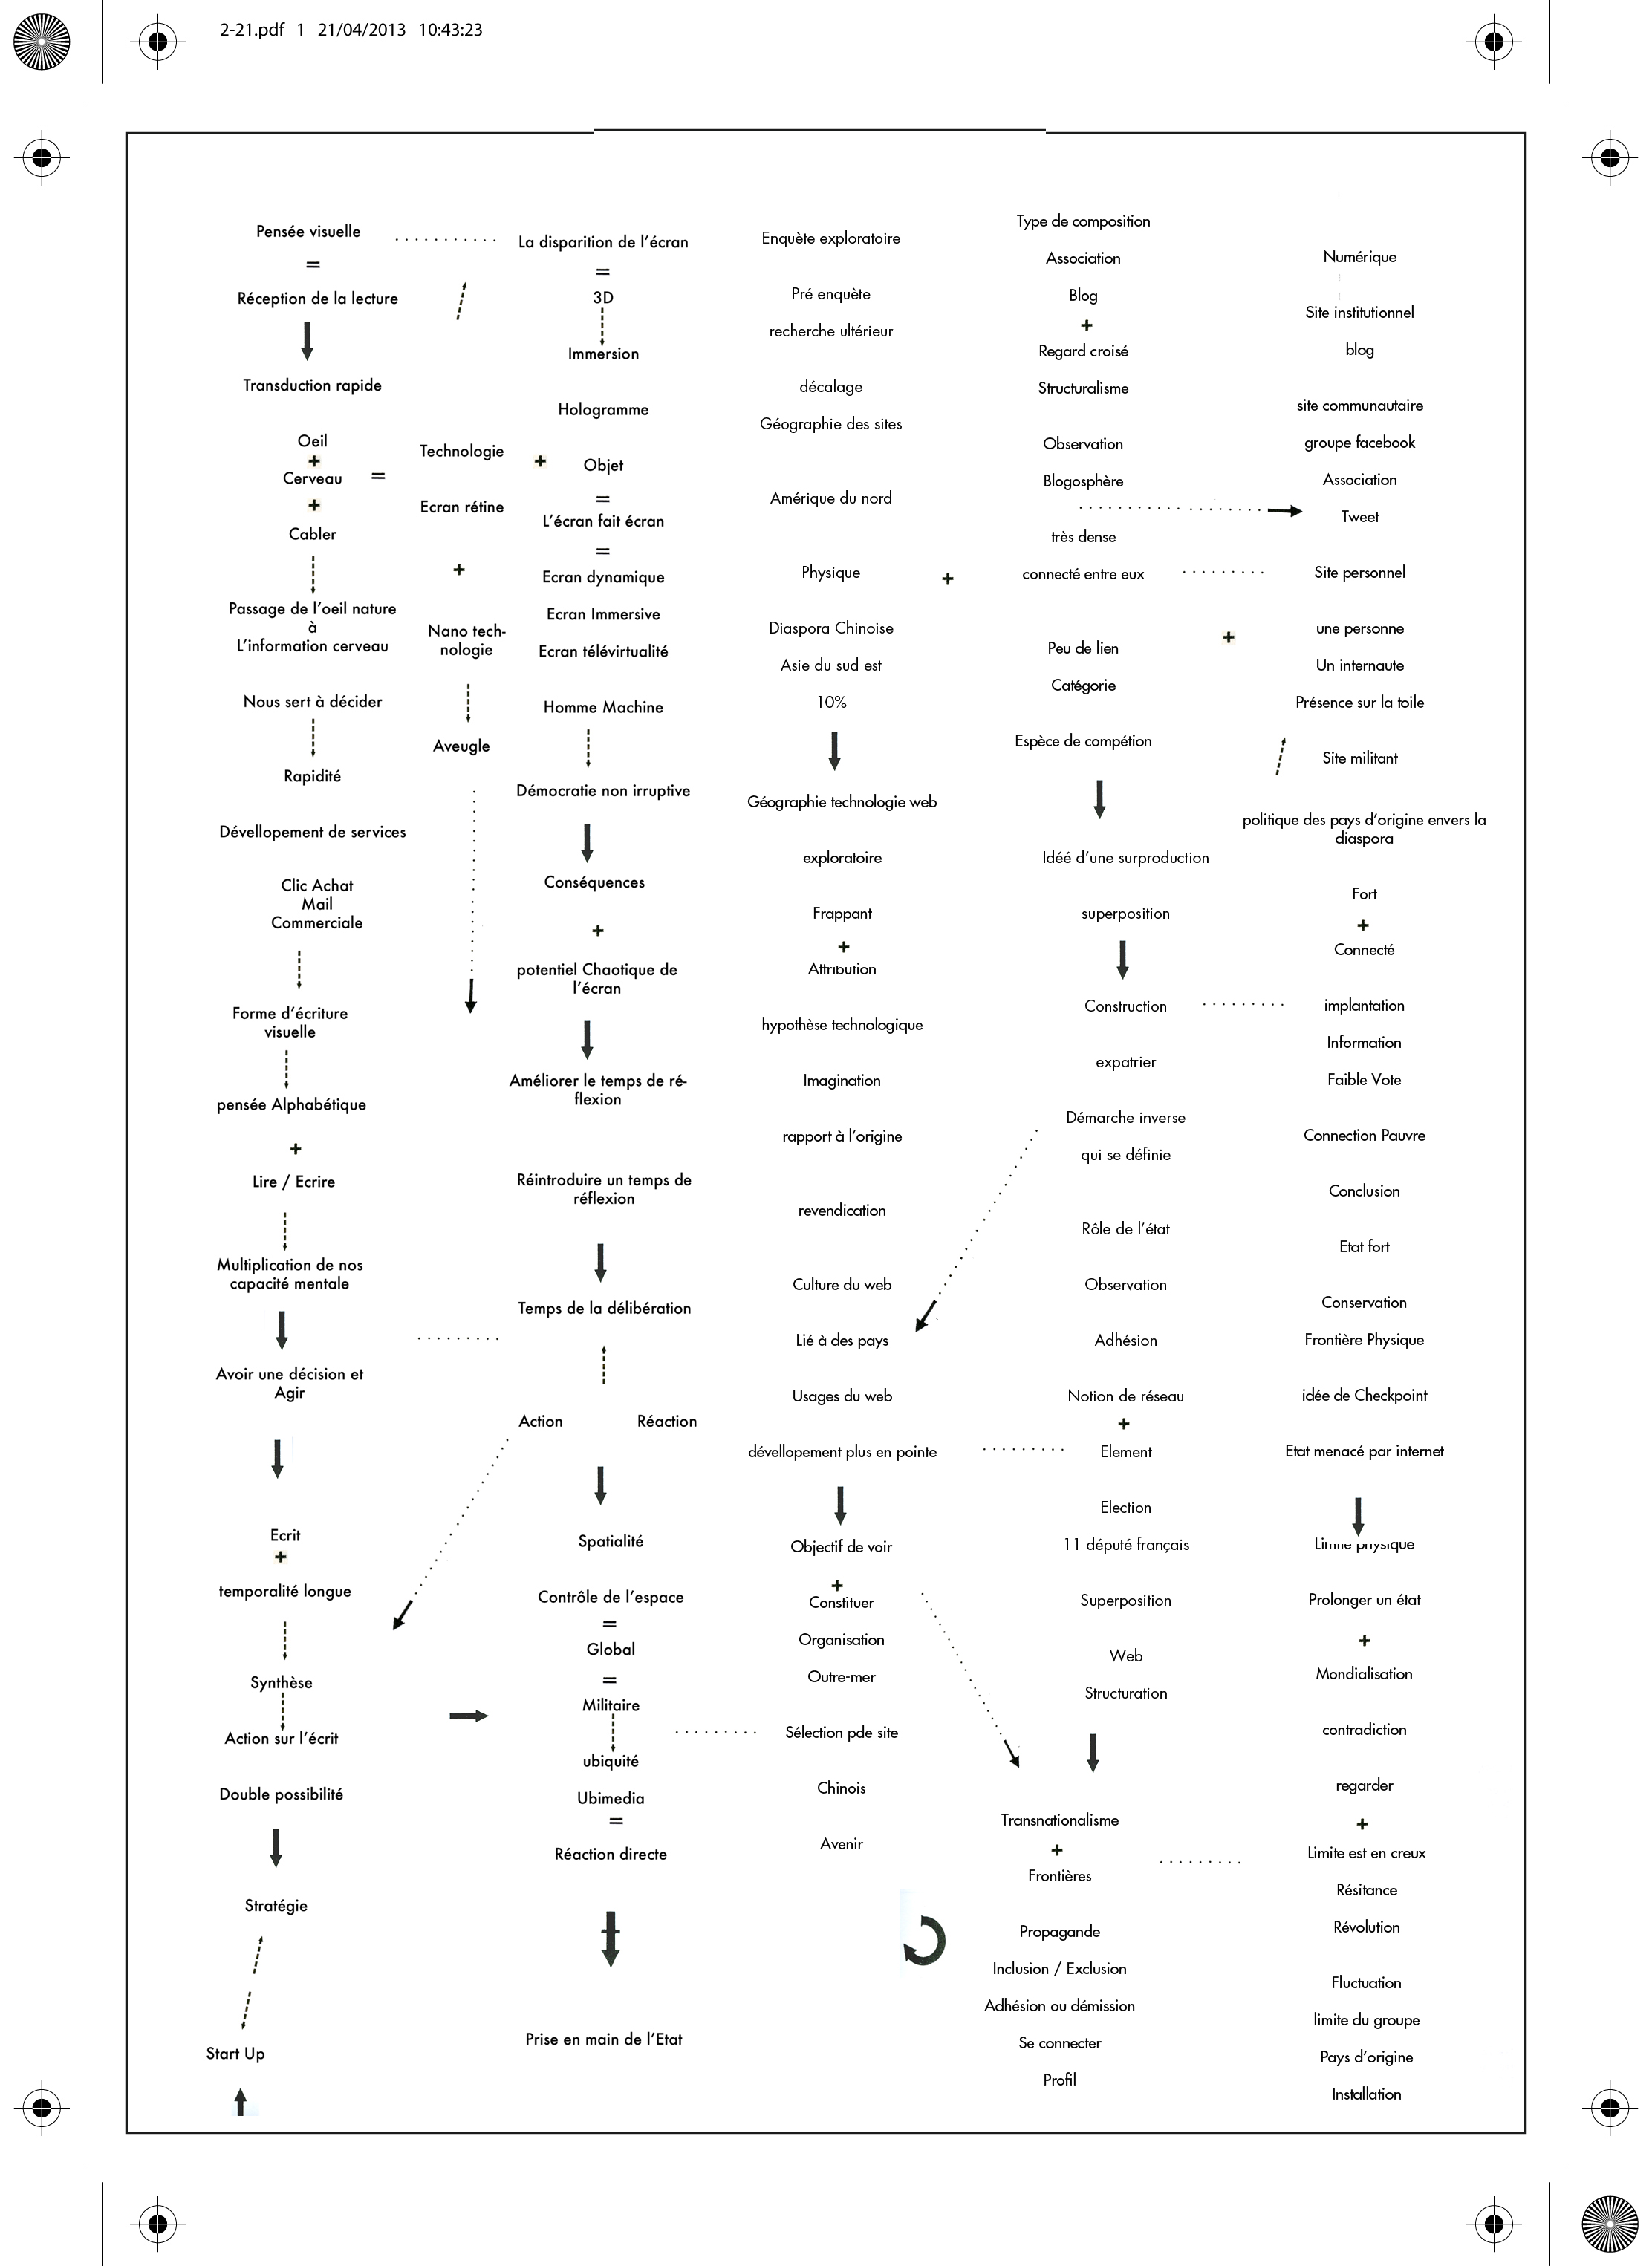 2-21.pdf 1 21/04/2013 10:43:23
Pensée visuelle
=
Réception de la lecture
Transduction rapide
Oeil
+
Cerveau
=
+
Cabler
Passage de l'oeil nature
à
L'information cerveau
Nous sert à décider
Rapidité
Dévellopement de services
Clic Achat
Mail
Commerciale
Forme d'écriture
visuelle
pensée Alphabétique
+
Lire / Ecrire
Multiplication de nos
capacité mentale
Avoir une décision et
Agir
Ecrit
+
temporalité longue
Synthèse
Action sur l'écrit
Double possibilité
Stratégie
Start Up
Technologie
+
Ecran rétine
+
Nano tech-
nologie
Aveugle
La disparition de l'écran
=
3D
Immersion
Hologramme
Objet
=
L'écran fait écran
=
Ecran dynamique
Ecran Immersive
Ecran télévirtualité
Homme Machine
Démocratie non irruptive
Conséquences
+
potentiel Chaotique de
l'écran
Améliorer le temps de ré-
flexion
Réintroduire un temps de
réflexion
Temps de la délibération
Action Réaction
Spatialité
Contrôle de l'espace
=
Global
=
Militaire
ubiquité
Ubimedia
=
Réaction directe
Prise en main de l'Etat
Enquète exploratoire
Pré enquète
recherche ultérieur
décalage
Géographie des sites
Amérique du nord
Physique
+
Diaspora Chinoise
Asie du sud est
10%
Géographie technologie web
exploratoire
Frappant
+
Attribution
hypothèse technologique
Imagination
rapport à l'origine
revendication
Culture du web
Lié à des pays
Usages du web
dévellopement plus en pointe
Objectif de voir
+
Constituer
Organisation
Outre-mer
Sélection pde site
Chinois
Avenir
Type de composition
Association
Blog
+
Regard croisé
Structuralisme
Observation
Blogosphère
très dense
connecté entre eux
Peu de lien
Catégorie
Espèce de compétion
Idéé d'une surproduction
superposition
Construction
expatrier
Démarche inverse
qui se définie
Rôle de l'état
Observation
Adhésion
Notion de réseau
+
Element
Election
11 député français
Superposition
Web
Structuration
Transnationalisme
+
Frontières
Propagande
Inclusion / Exclusion
Adhésion ou démission
Se connecter
Profil
Numérique
Site institutionnel
blog
site communautaire
groupe facebook
Association
Tweet
Site personnel
+
une personne
Un internaute
Présence sur la toile
Site militant
politique des pays d'origine envers la
diaspora
Fort
+
Connecté
implantation
Information
Faible Vote
Connection Pauvre
Conclusion
Etat fort
Conservation
Frontière Physique
idée de Checkpoint
Etat menacé par internet
Limite physique
Prolonger un état
+
Mondialisation
contradiction
regarder
+
Limite est en creux
Résitance
Révolution
Fluctuation
limite du groupe
Pays d'origine
Installation